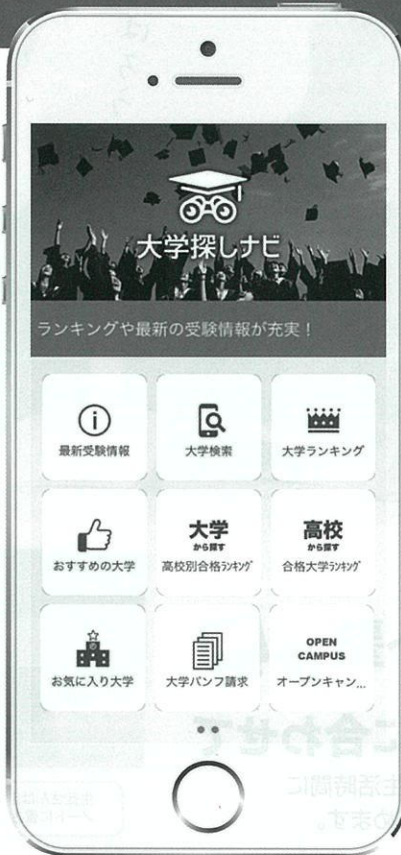 大学探しナビ
ランキングや最新の受験情報が充実!
最新受験情報
大学検索
大学ランキング
おすすめの大学
大学
から探す
高校別合格ランキング
高校
から探す
合格大学ランキング
お気に入り大学
大学パンフ請求
OPEN
CAMPUS
オープンキャン...